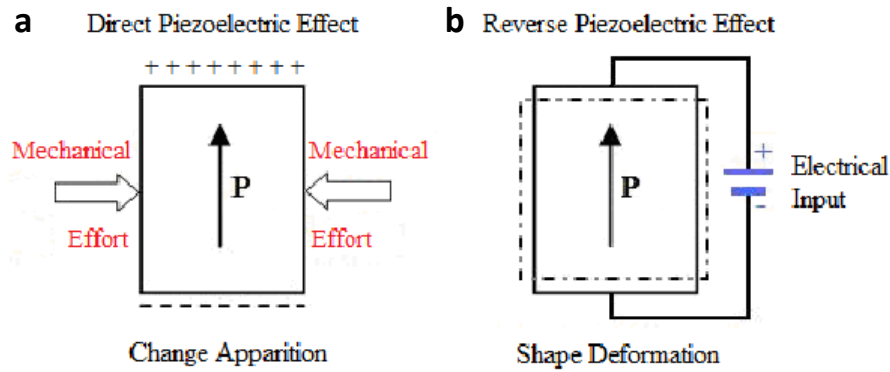 a Direct Piezoelectric Effect
+ + + + + + + +
Mechanical
Effort
P
Mechanical
Effort
Change Apparition
b Reverse Piezoelectric Effect
P
+
-
Electrical
Input
Shape Deformation